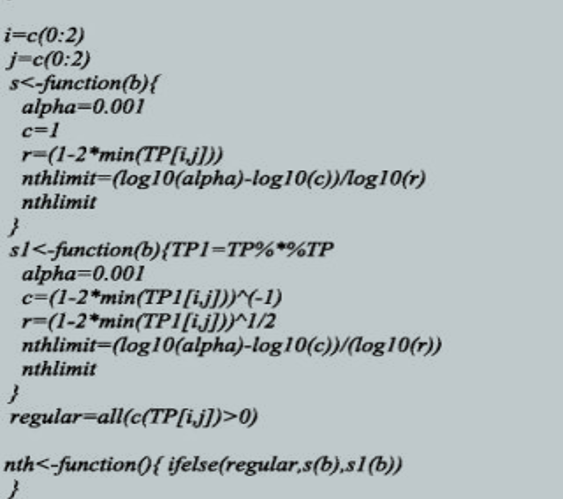 i=c(0:2)
j=c(0:2)
s<-function(b){
alpha=0.001
c=1
r=(1-2*min(TP[i,j]))
nthlimit=(log10(alpha)-log10(c))/log10(r)
nthlimit
}
s1<-function(b){TP1=TP%*%TP
alpha=0.001
c=(1-2*min(TP1[i,j]))^(-1)
r=(1-2*min(TP1[i,j]))^1/2
nthlimit=(log10(alpha)-log10(c))/(log10(r))
nthlimit
}
regular=all(c(TP[i,j])>0)
nth<-function(){ ifelse(regular,s(b),s1(b))
}